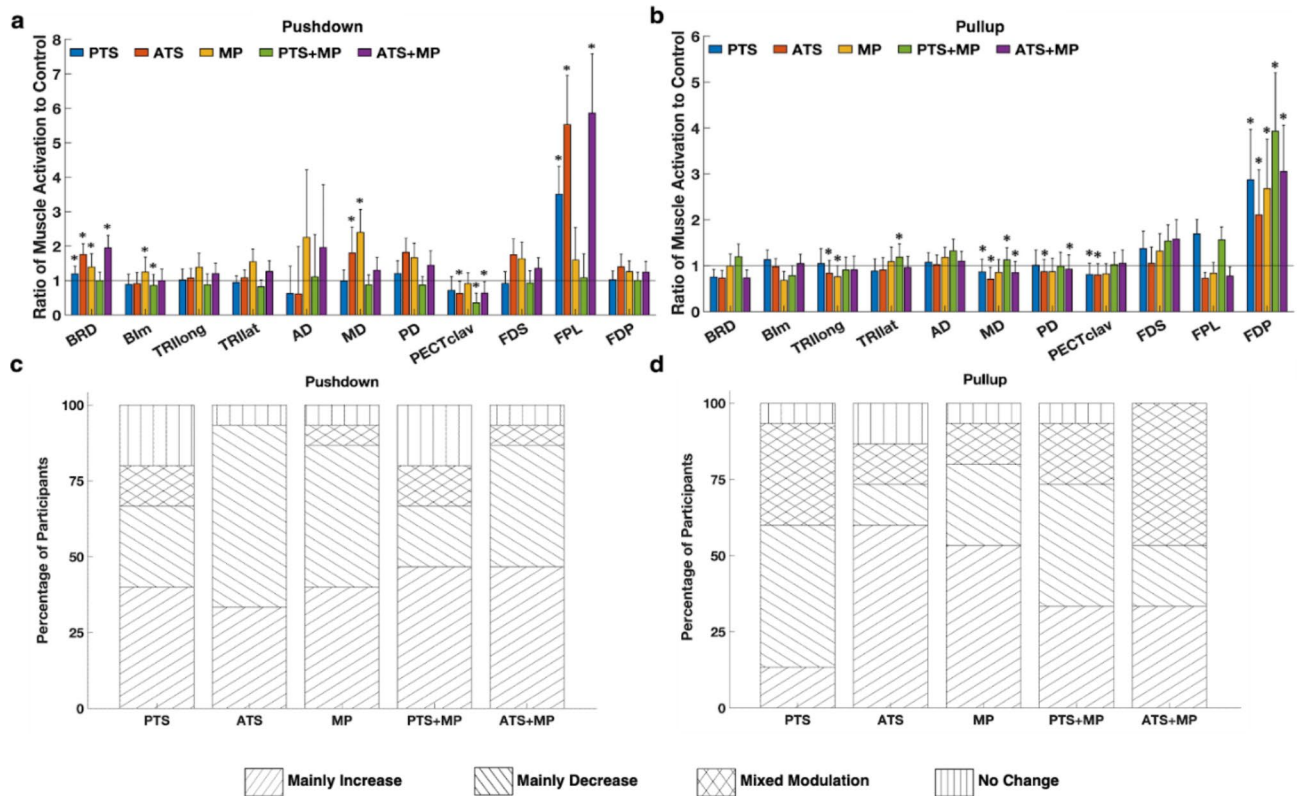 a
Pushdown
PTS ATS MP PTS+MP ATS+MP
Ratio of Muscle Activation to Control
8
7
6
5
4
3
2
1
0
* * * * * * * * * * * * * * *
BRD BIm TRIlong TRIlat AD MD PD PECTclav FDS FPL FDP
b
Pullup
PTS ATS MP PTS+MP ATS+MP
Ratio of Muscle Activation to Control
6
5
4
3
2
1
0
* * * * * * * * * * * * * * * *
BRD BIm TRIlong TRIlat AD MD PD PECTclav FDS FPL FDP
c
Pushdown
Percentage of Participants
100
75
50
25
0
PTS ATS MP PTS+MP ATS+MP
d
Pullup
Percentage of Participants
100
75
50
25
0
PTS ATS MP PTS+MP ATS+MP
Mainly Increase Mainly Decrease Mixed Modulation No Change